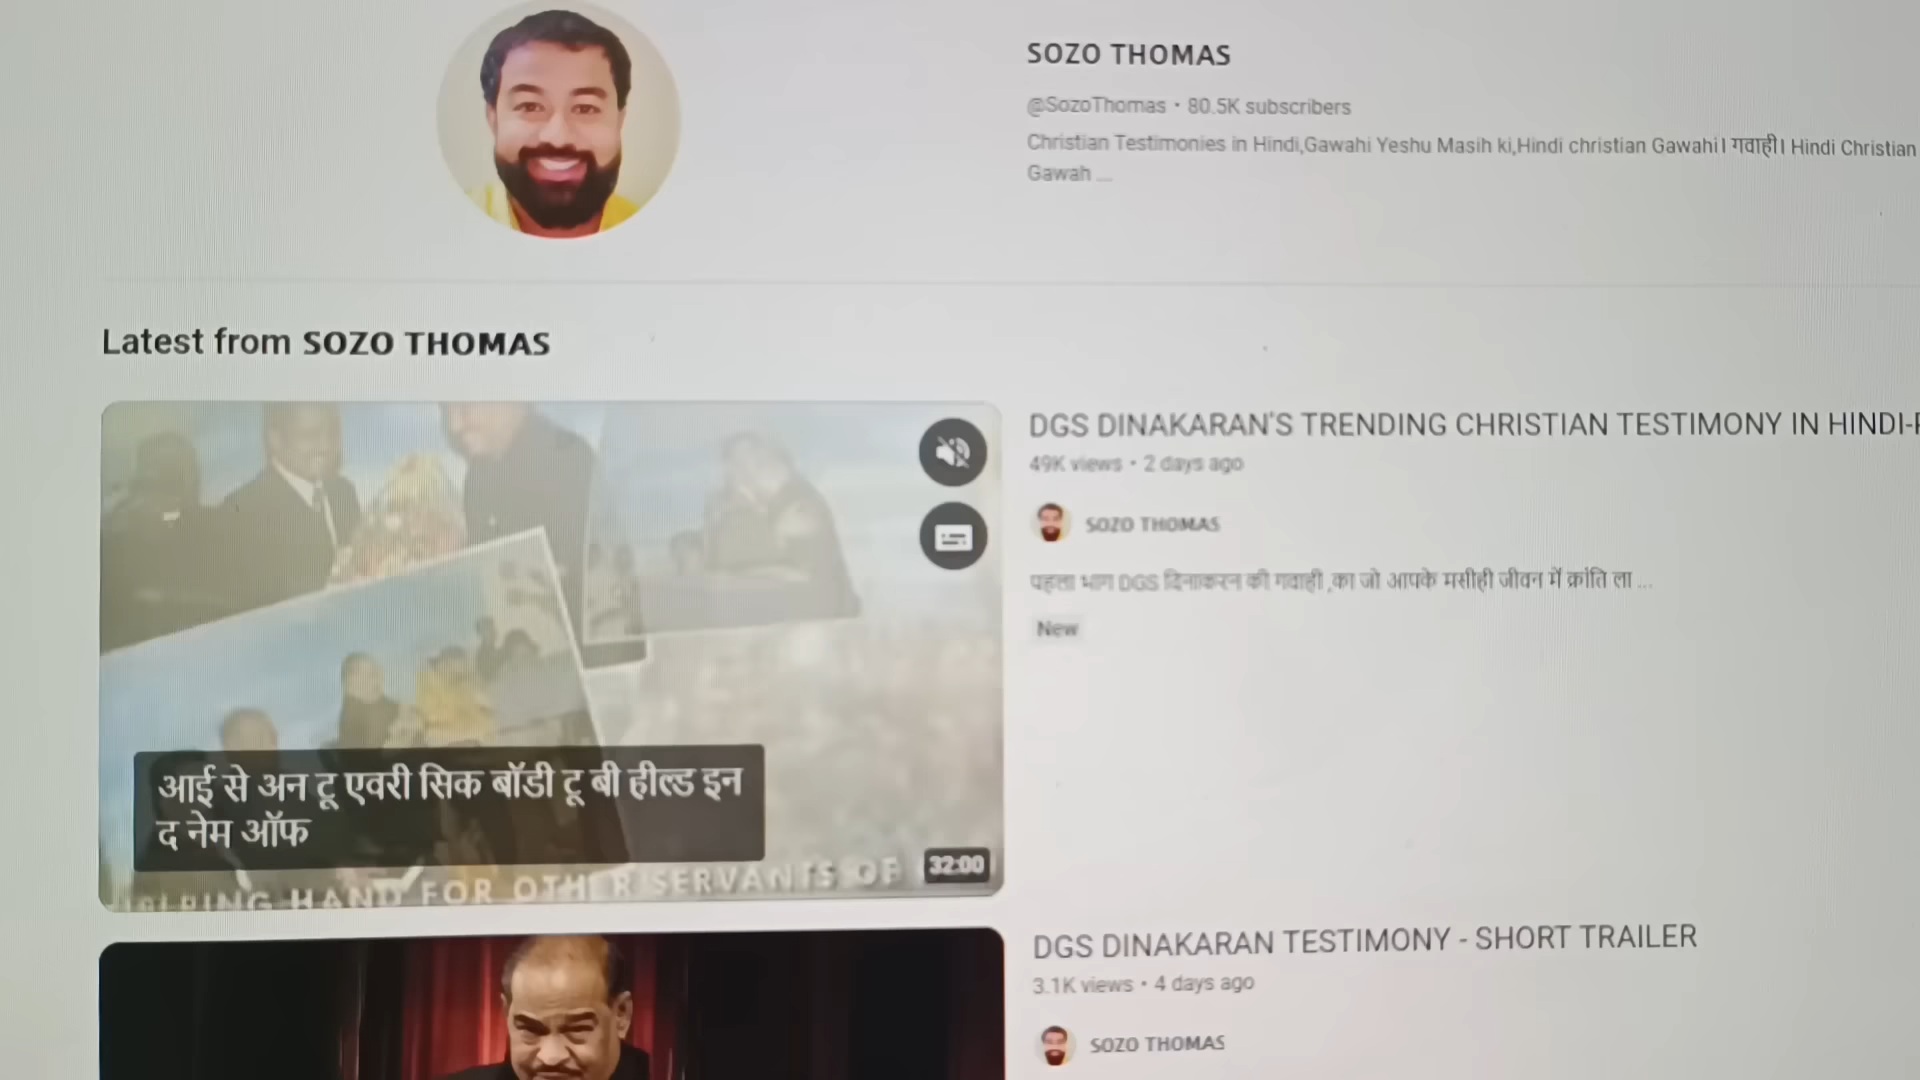 SOZO THOMAS
@SozoThomas • 80.5K subscribers
Christian Testimonies in Hindi,Gawahi Yeshu Masih ki,Hindi christian Gawahi। गवाही। Hindi Christian
Gawah ...
Latest from SOZO THOMAS
DGS DINAKARAN'S TRENDING CHRISTIAN TESTIMONY IN HINDI-
49K views • 2 days ago
SOZO THOMAS
पहला भाग DGS दिनाकरन की गवाही ,का जो आपके मसीही जीवन में क्रांति ला ...
New
आई से अन टू एवरी सिक बॉडी टू बी हील्ड इन
द नेम ऑफ
HAND FOR OTHER SERVANTS OF
32:00
DGS DINAKARAN TESTIMONY - SHORT TRAILER
3.1K views • 4 days ago
SOZO THOMAS